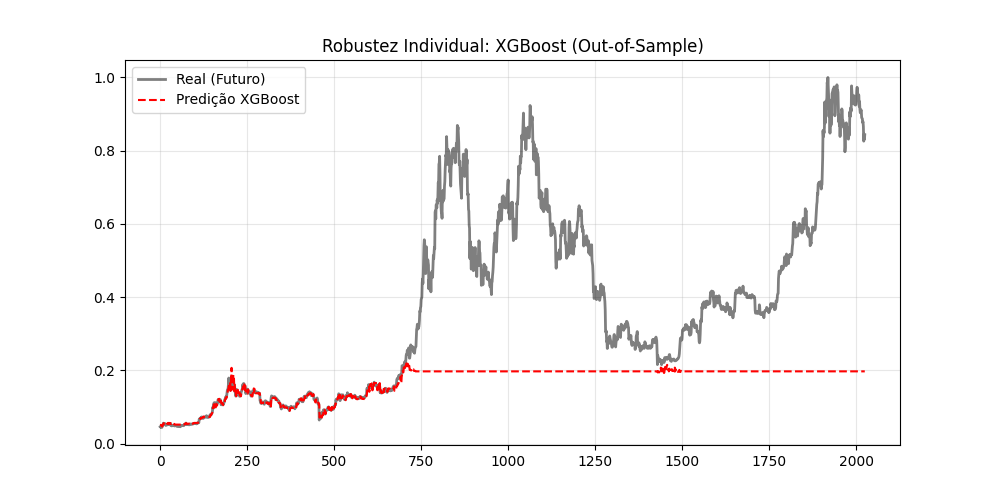 Robustez Individual: XGBoost (Out-of-Sample)
Real (Futuro)
Predição XGBoost
1.0
0.8
0.6
0.4
0.2
0.0
0 250 500 750 1000 1250 1500 1750 2000